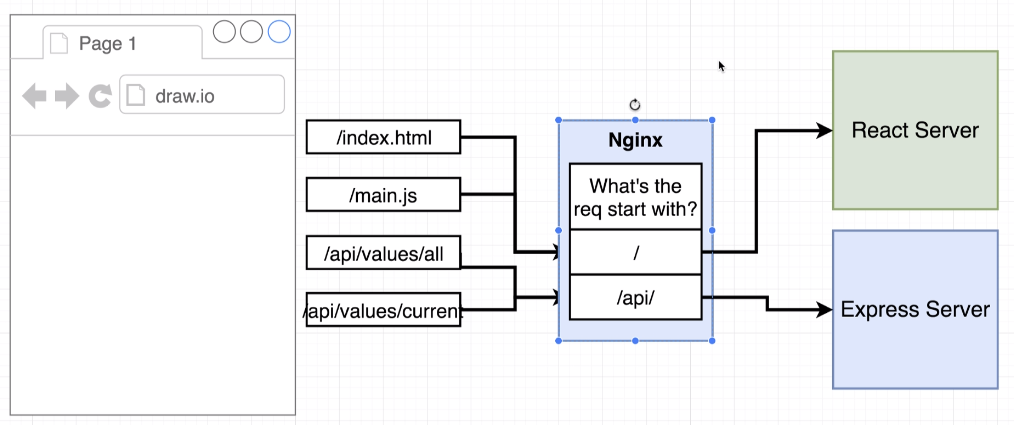 Page 1
draw.io
/index.html
/main.js
/api/values/all
/api/values/current
Nginx
What's the
req start with?
/
/api/
React Server
Express Server